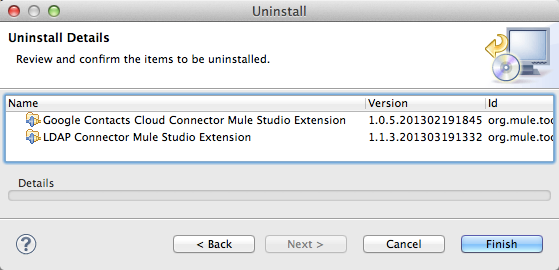 Uninstall
Uninstall Details
Review and confirm the items to be uninstalled.
Name Version Id
Google Contacts Cloud Connector Mule Studio Extension 1.0.5.201302191845 org.mule.too
LDAP Connector Mule Studio Extension 1.1.3.201303191332 org.mule.too
Details
? < Back Next > Cancel Finish